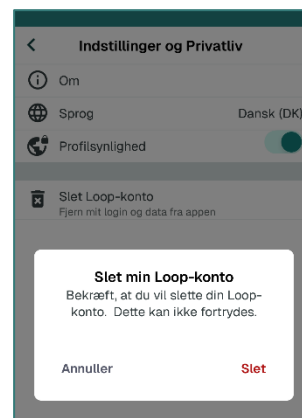 Indstillinger og Privatliv
Om
Sprog Dansk (DK)
Profilsynlighed
Slet Loop-konto
Fjern mit login og data fra appen
Slet min Loop-konto
Bekræft, at du vil slette din Loop-
konto. Dette kan ikke fortrydes.
Annuller Slet